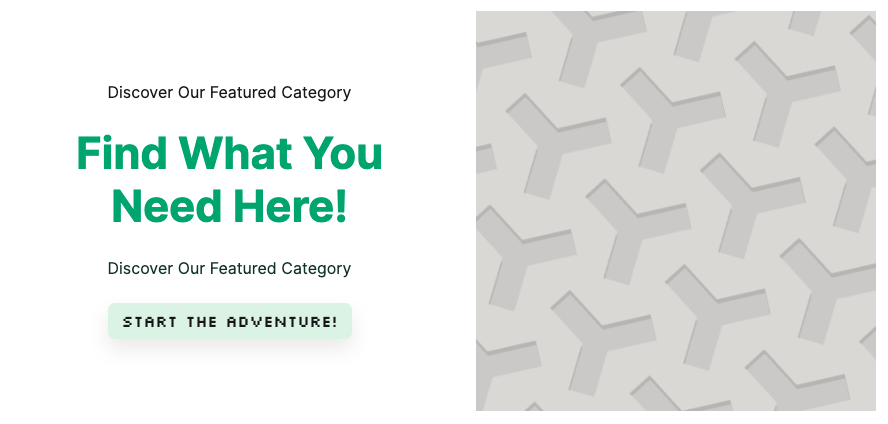 Discover Our Featured Category
Find What You
Need Here!
Discover Our Featured Category
START THE ADVENTURE!